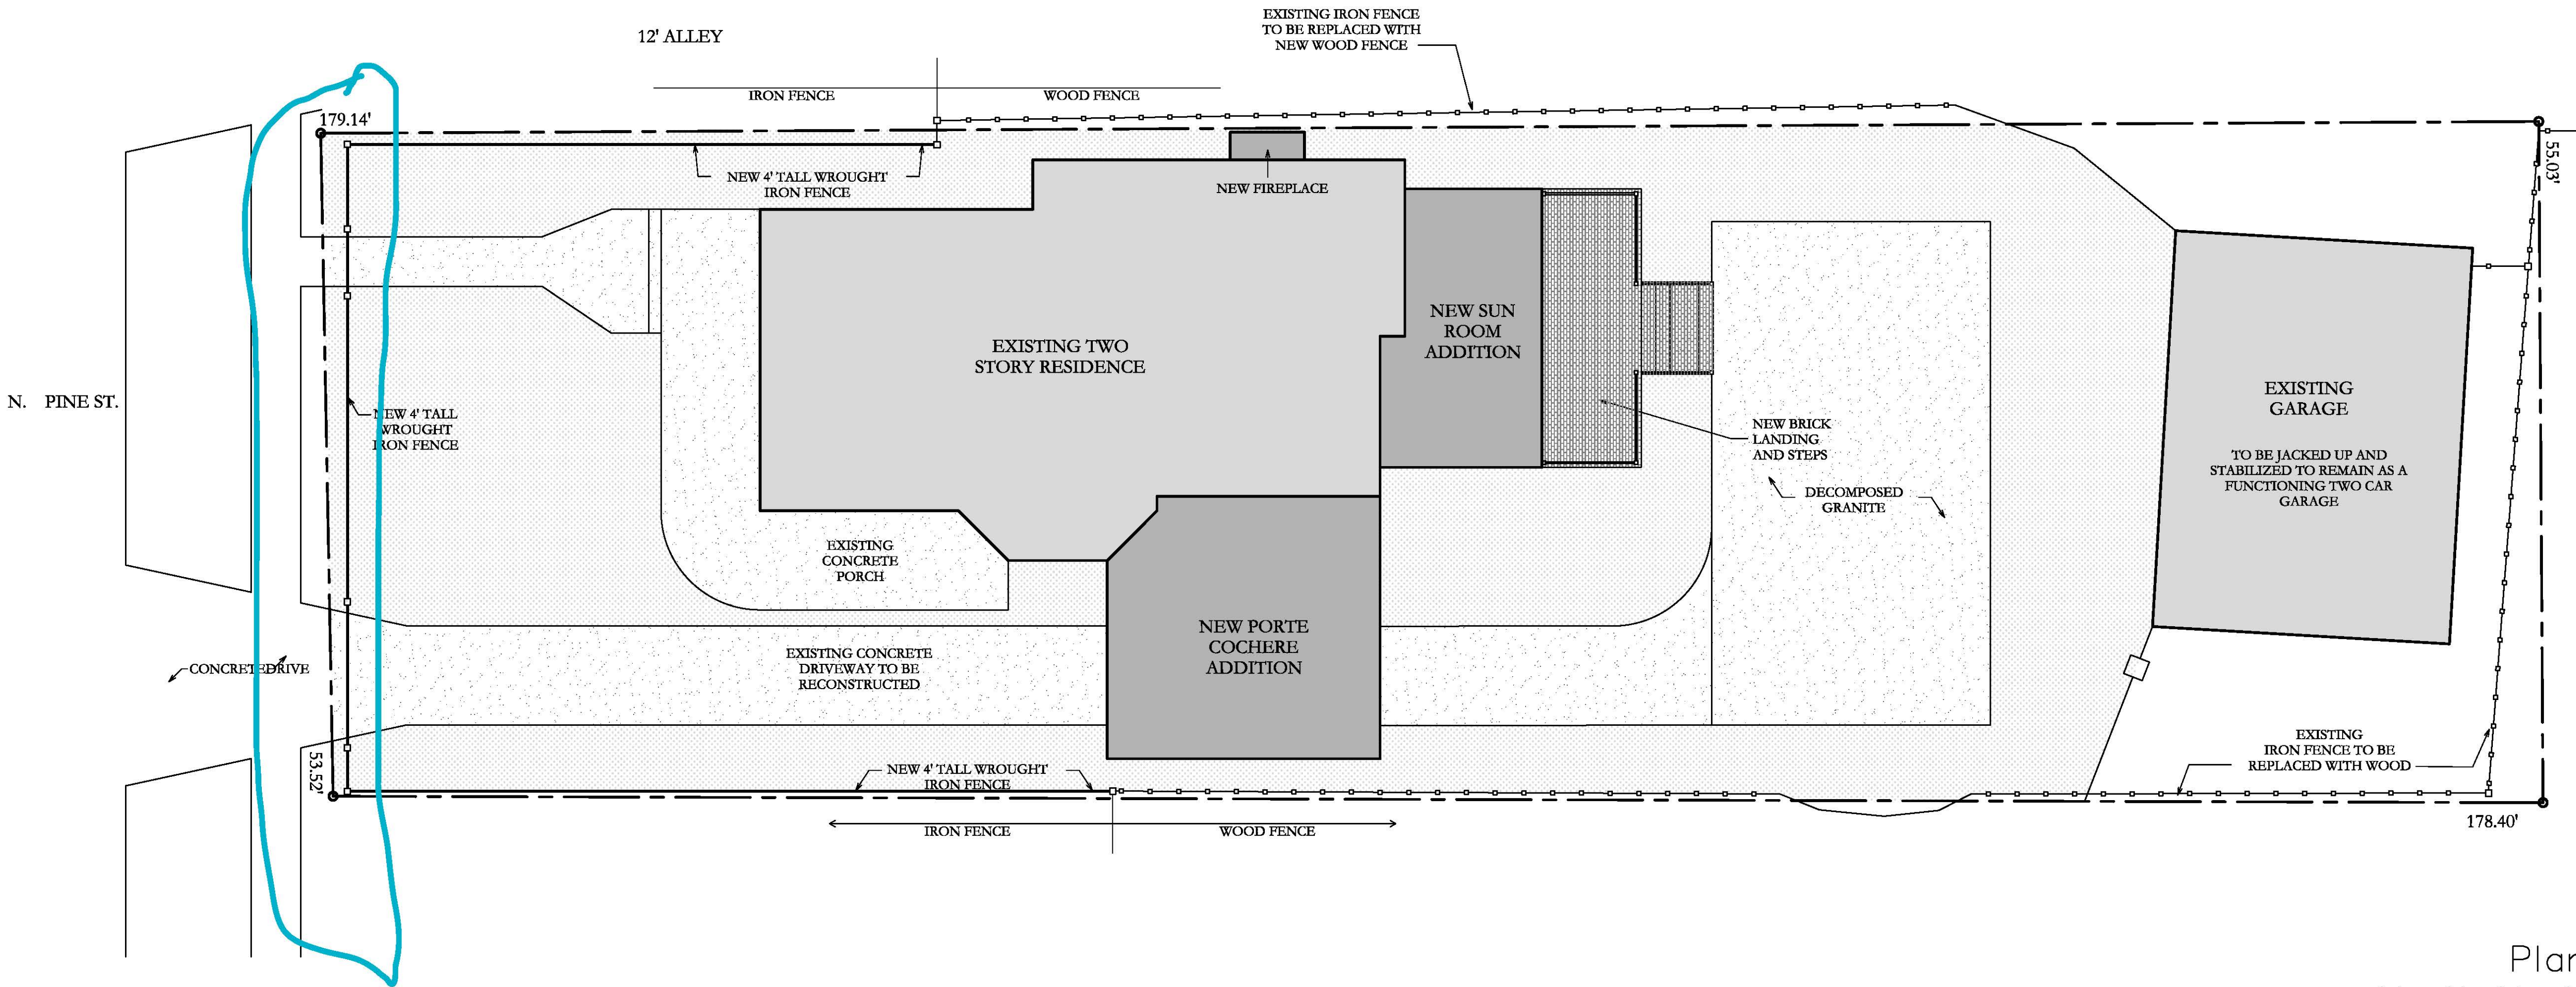 12' ALLEY
EXISTING IRON FENCE
TO BE REPLACED WITH
NEW WOOD FENCE
IRON FENCE
WOOD FENCE
179.14'
55.03'
NEW 4' TALL WROUGHT
IRON FENCE
NEW FIREPLACE
N. PINE ST.
NEW 4' TALL
WROUGHT
IRON FENCE
EXISTING TWO
STORY RESIDENCE
NEW SUN
ROOM
ADDITION
NEW BRICK
LANDING
AND STEPS
DECOMPOSED
GRANITE
EXISTING
GARAGE
TO BE JACKED UP AND
STABILIZED TO REMAIN AS A
FUNCTIONING TWO CAR
GARAGE
EXISTING
CONCRETE
PORCH
CONCRETE DRIVE
EXISTING CONCRETE
DRIVEWAY TO BE
RECONSTRUCTED
NEW PORTE
COCHERE
ADDITION
53.52'
NEW 4' TALL WROUGHT
IRON FENCE
EXISTING
IRON FENCE TO BE
REPLACED WITH WOOD
IRON FENCE
WOOD FENCE
178.40'